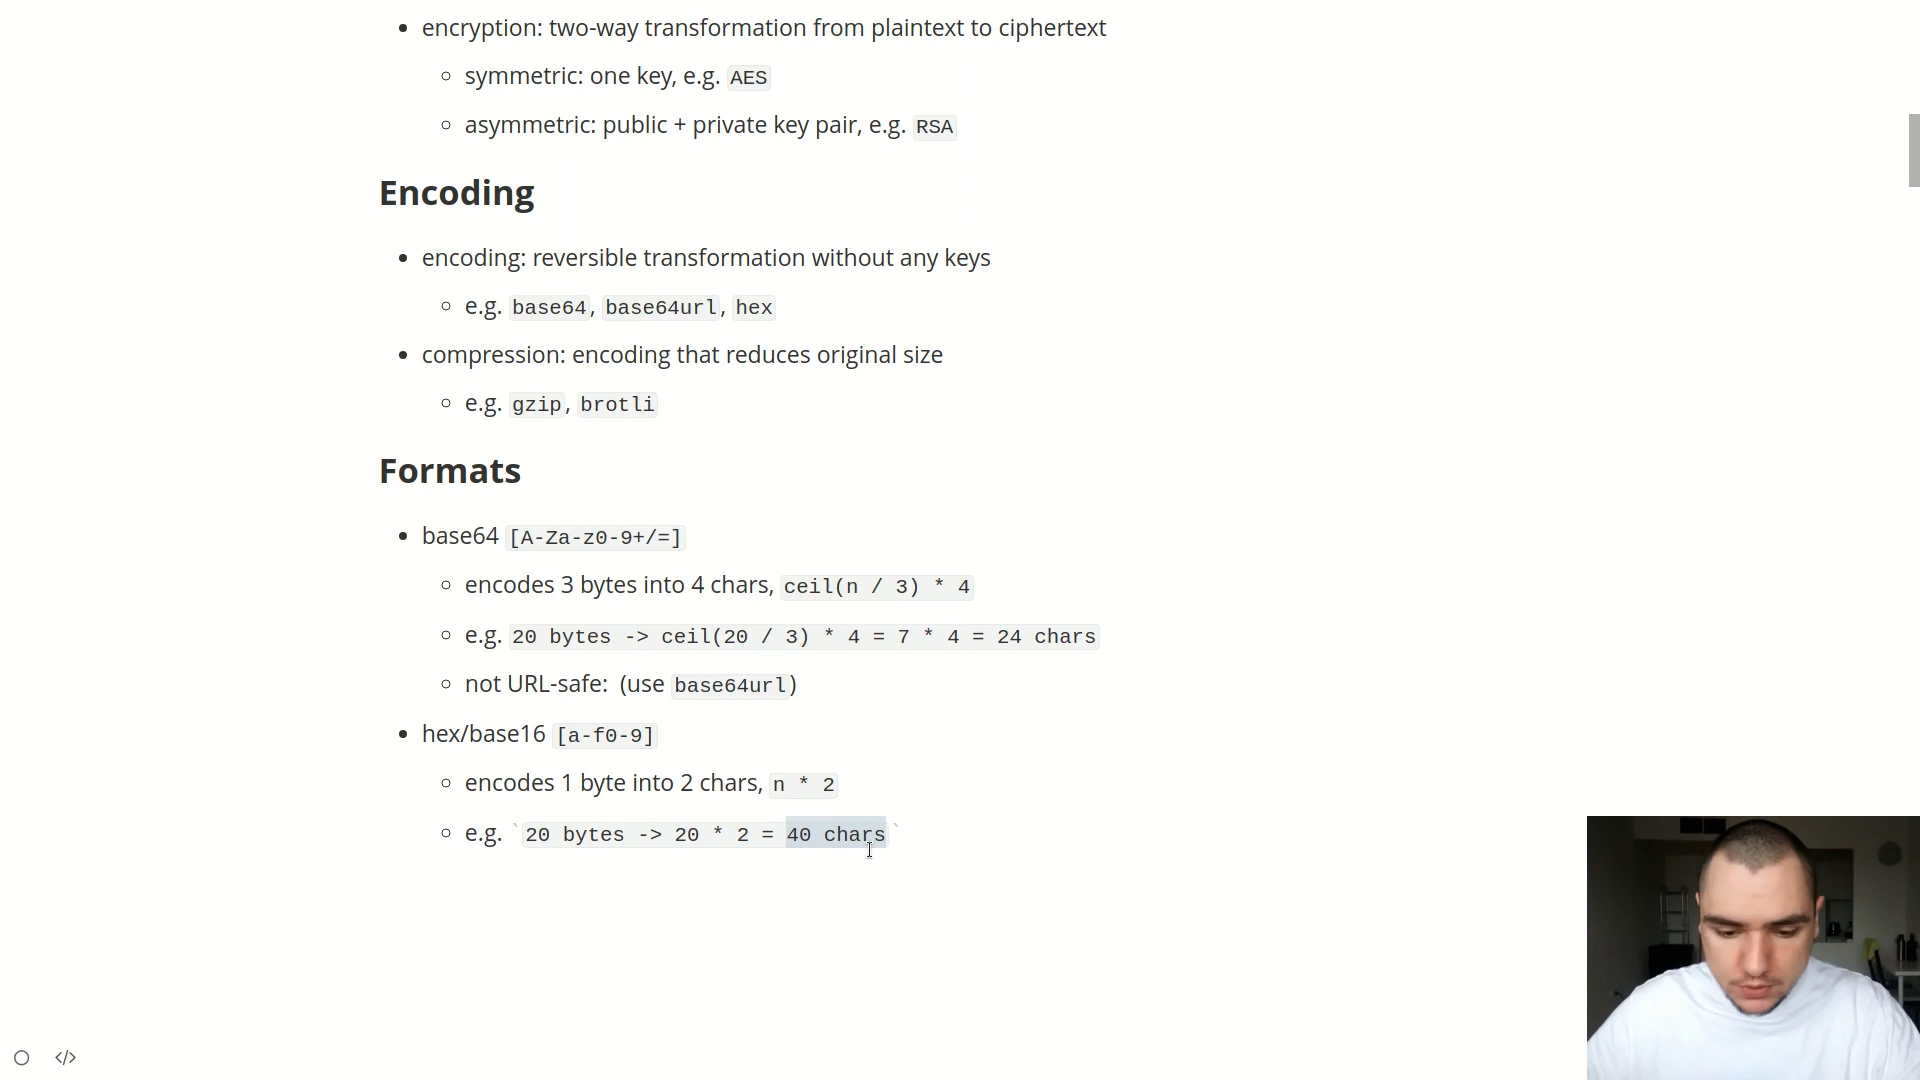 encryption: two-way transformation from plaintext to ciphertext
symmetric: one key, e.g. AES
asymmetric: public + private key pair, e.g. RSA
Encoding
encoding: reversible transformation without any keys
e.g. base64, base64url, hex
compression: encoding that reduces original size
e.g. gzip, brotli
Formats
base64 [A-Za-z0-9+/=]
encodes 3 bytes into 4 chars, ceil(n / 3) * 4
e.g. 20 bytes -> ceil(20 / 3) * 4 = 7 * 4 = 24 chars
not URL-safe: (use base64url)
hex/base16 [a-f0-9]
encodes 1 byte into 2 chars, n * 2
e.g. `20 bytes -> 20 * 2 = 40 chars`